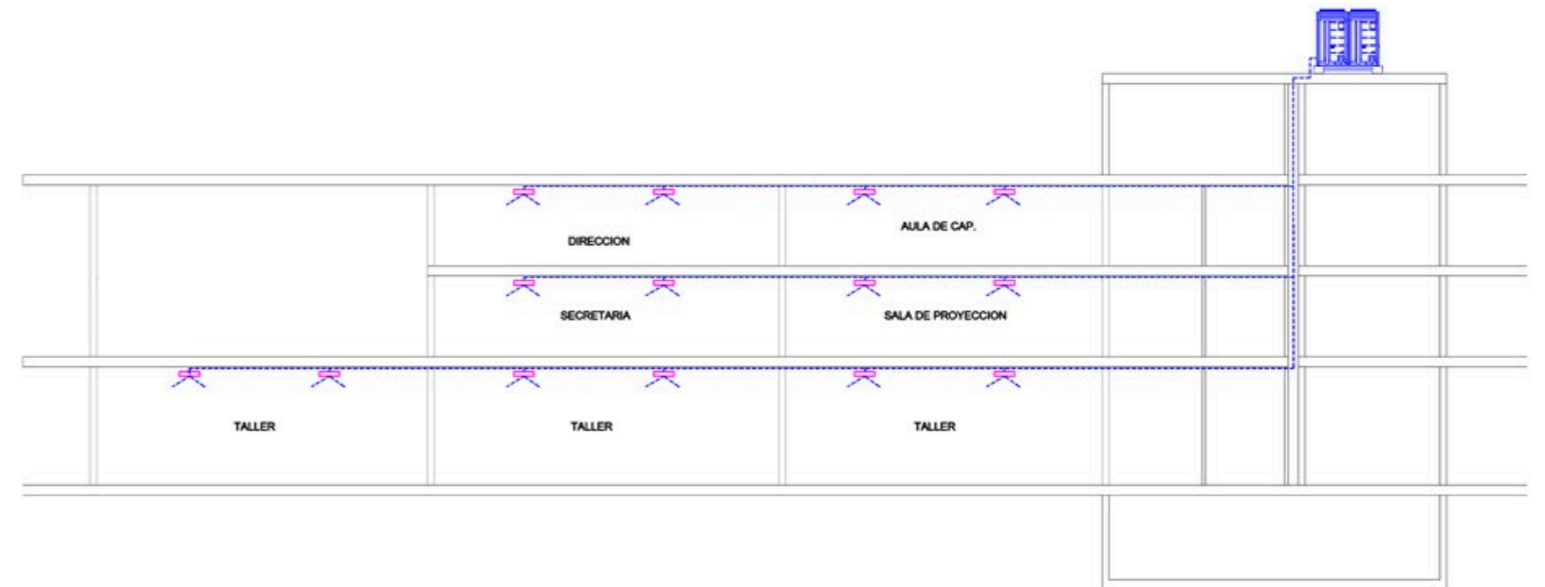 AULA DE CAP.
DIRECCION
SECRETARIA
SALA DE PROYECCION
TALLER
TALLER
TALLER